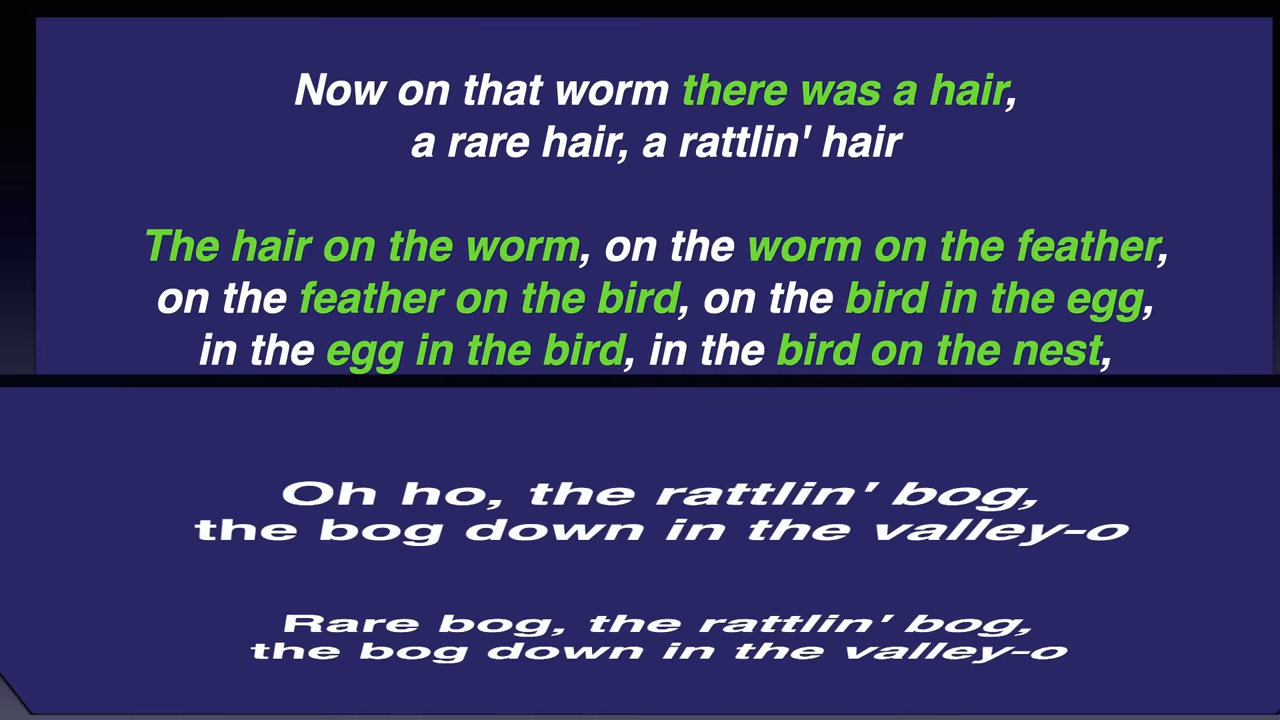 Now on that worm there was a hair,
a rare hair, a rattlin' hair
The hair on the worm, on the worm on the feather,
on the feather on the bird, on the bird in the egg,
in the egg in the bird, in the bird on the nest,
Oh ho, the rattlin' bog,
the bog down in the valley-o
Rare bog, the rattlin' bog,
the bog down in the valley-o